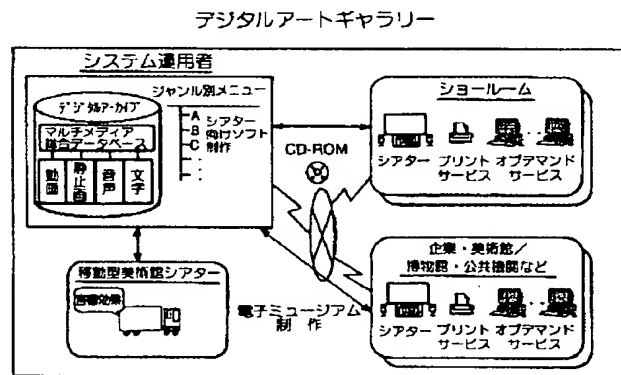 デジタルアートギャラリー
システム運用者
デジタルアーカイブ
マルチメディア
総合データベース
動画
静止画
音声
文字
ジャンル別メニュー
A シアター
B 向けソフト
C 制作
CD-ROM
ショールーム
シアター プリント オプデマンド
サービス サービス
移動型美術館シアター
音響効果
電子ミュージアム
制作
企業・美術館/
博物館・公共機関など
シアター プリント オプデマンド
サービス サービス